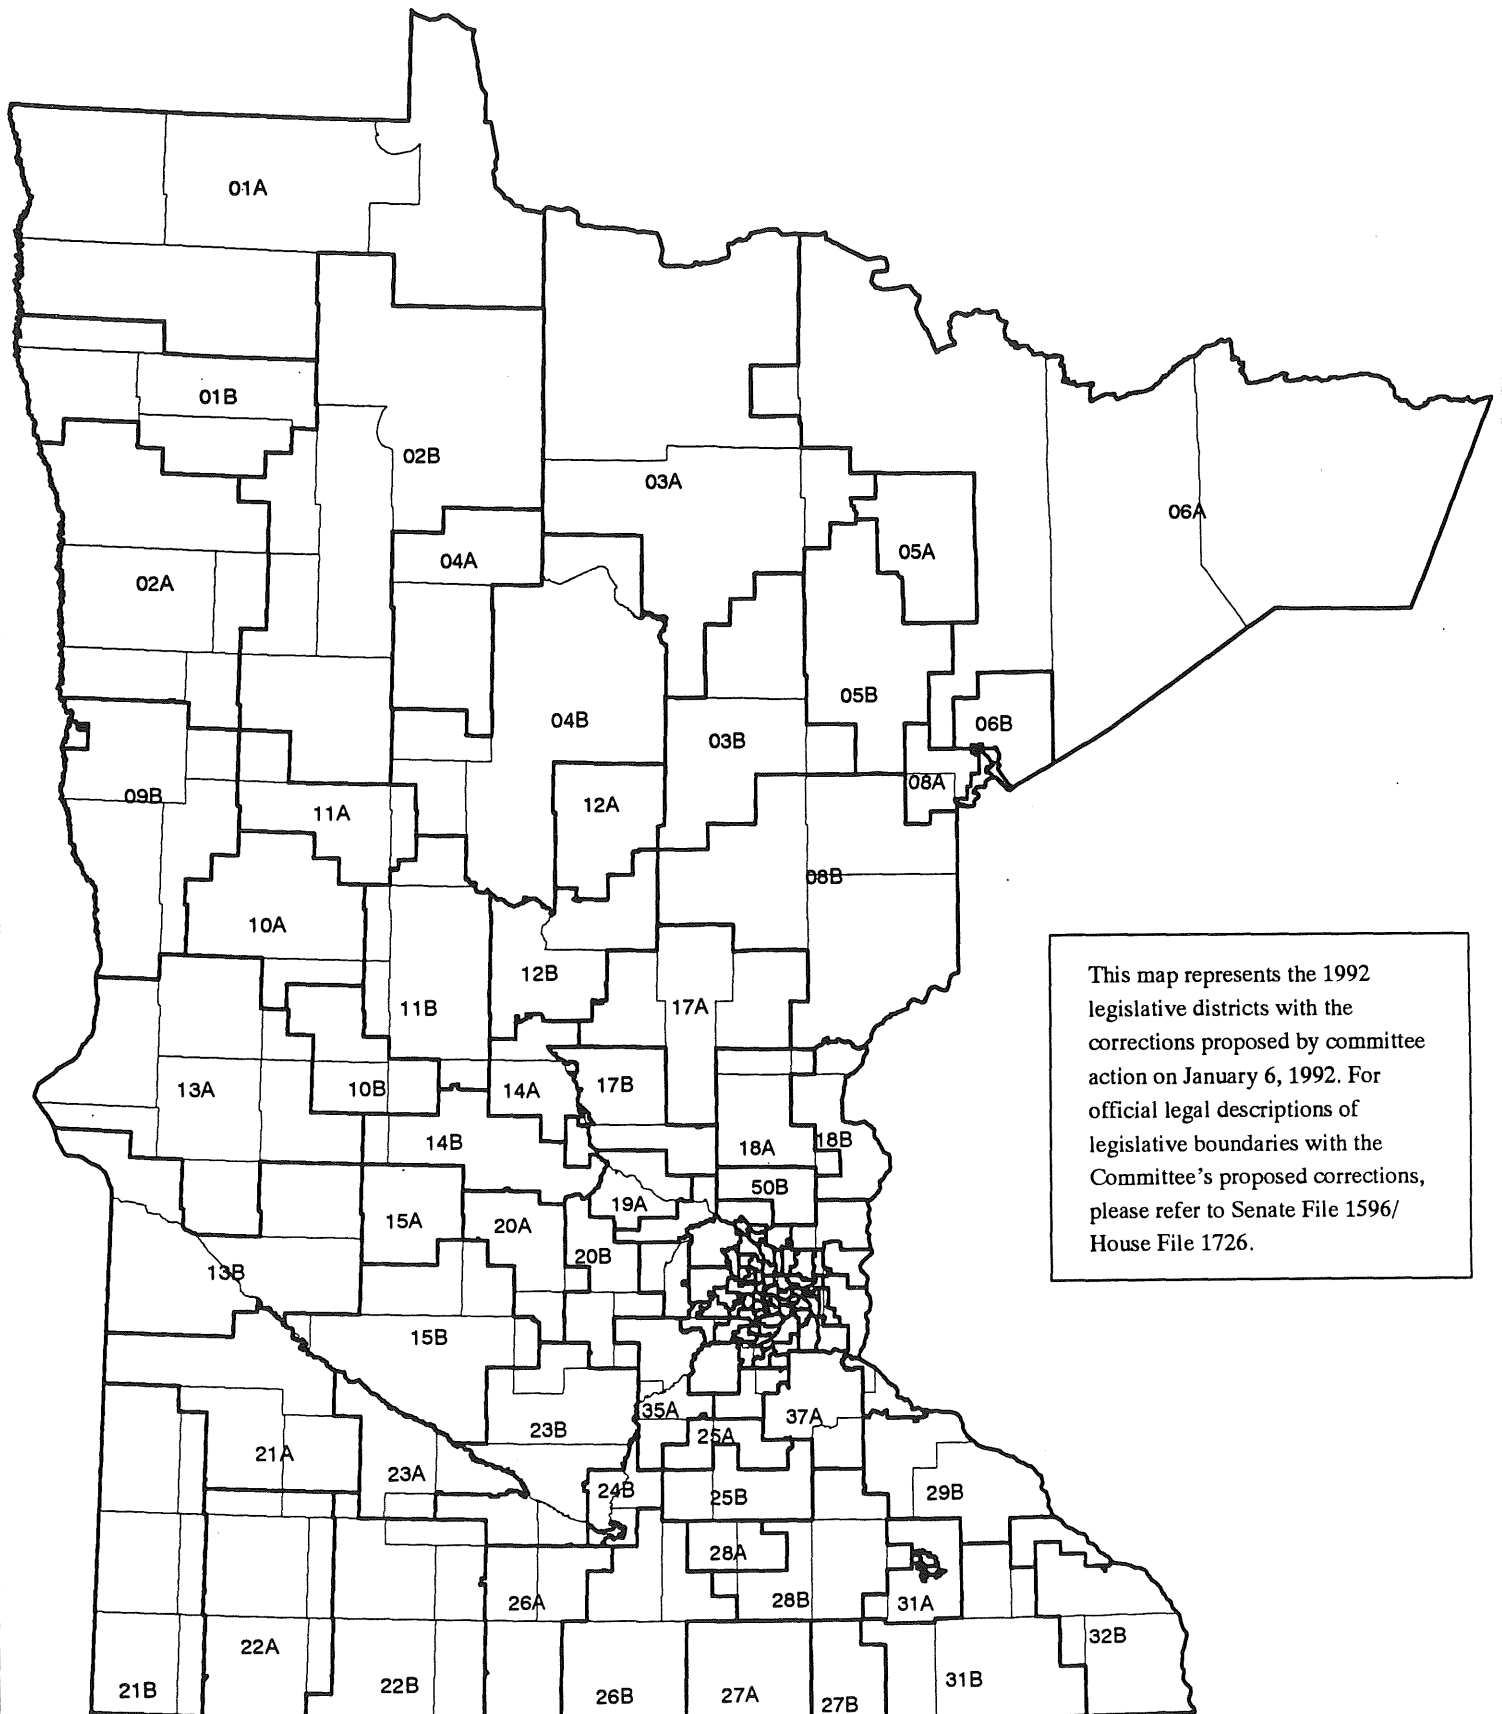 01A
01B
02B
03A
06A
05A
04A
02A
05B
04B
06B
03B
08A
09B
12A
11A
08B
10A
12B
11B
17A
This map represents the 1992
legislative districts with the
corrections proposed by committee
action on January 6, 1992. For
official legal descriptions of
legislative boundaries with the
Committee's proposed corrections,
please refer to Senate File 1596/
House File 1726.
13A
10B
14A
17B
14B
18A
18B
50B
19A
15A
20A
20B
13B
15B
35A
37A
23B
25A
21A
23A
24B
25B
29B
28A
26A
28B
31A
22A
32B
21B
22B
26B
27A
27B
31B